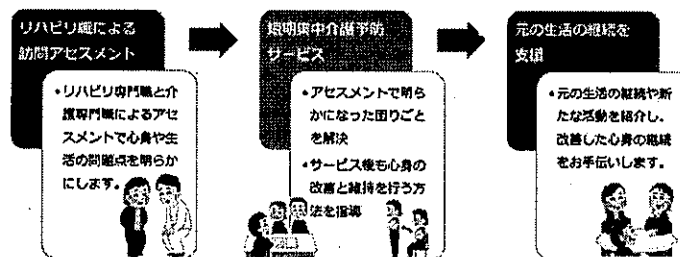 リハビリ職による
訪問アセスメント
•リハビリ専門職と介
護専門職によるアセ
スメントで心身や生
活の問題点を明らか
にします。
短期集中介護予防
サービス
•アセスメントで明ら
かになった困りごと
を解決
•サービス後も心身の
改善と維持を行う方
法を指導
元の生活の継続を
支援
•元の生活の継続や新
たな活動を紹介し、
改善した心身の継続
をお手伝いします。